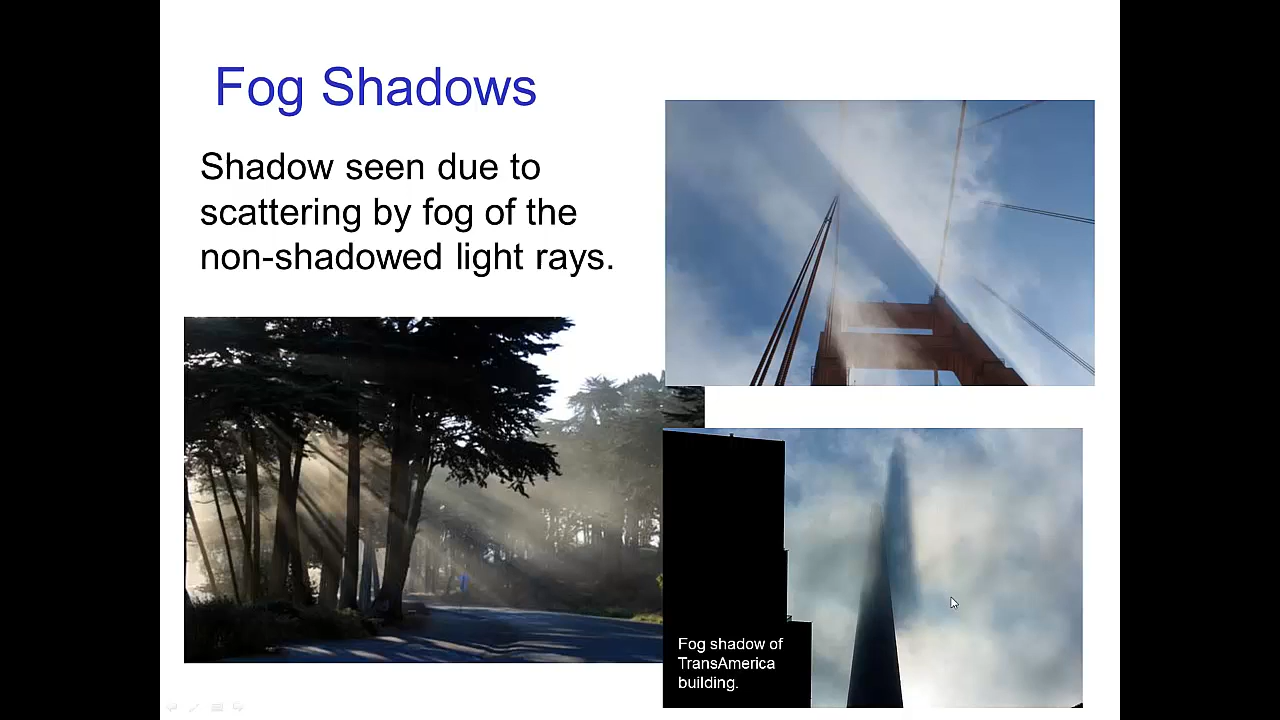 Fog Shadows
Shadow seen due to
scattering by fog of the
non-shadowed light rays.
Fog shadow of
TransAmerica
building.